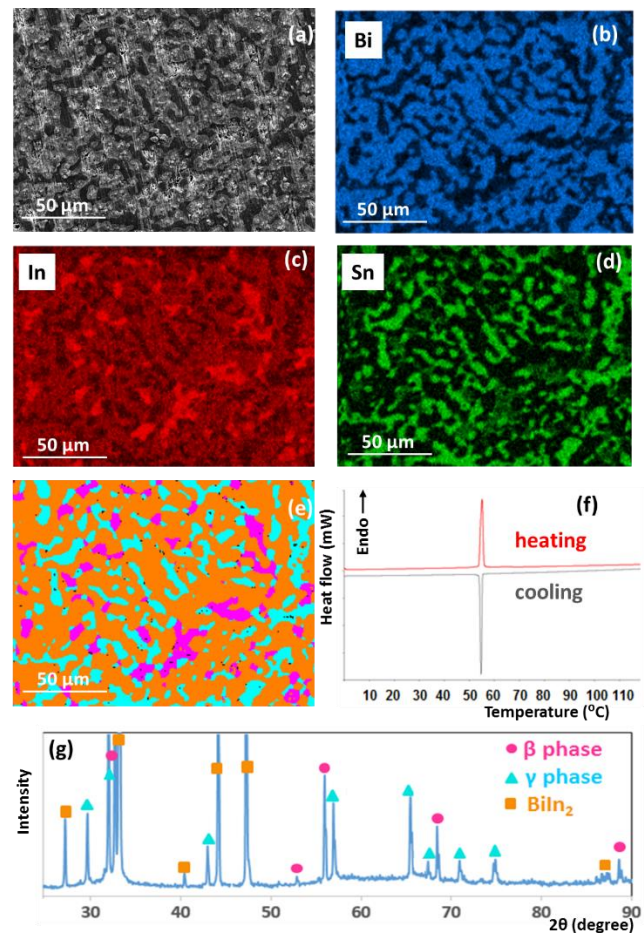 (a)
50 μm
Bi
(b)
50 μm
In
(c)
50 μm
Sn
(d)
50 μm
(e)
50 μm
Endo
(f)
heating
cooling
Heat flow (mW)
10 20 30 40 50 60 70 80 90 100 110
Temperature (°C)
(g)
β phase
γ phase
BiIn₂
Intensity
30 40 50 60 70 80 90
2θ (degree)